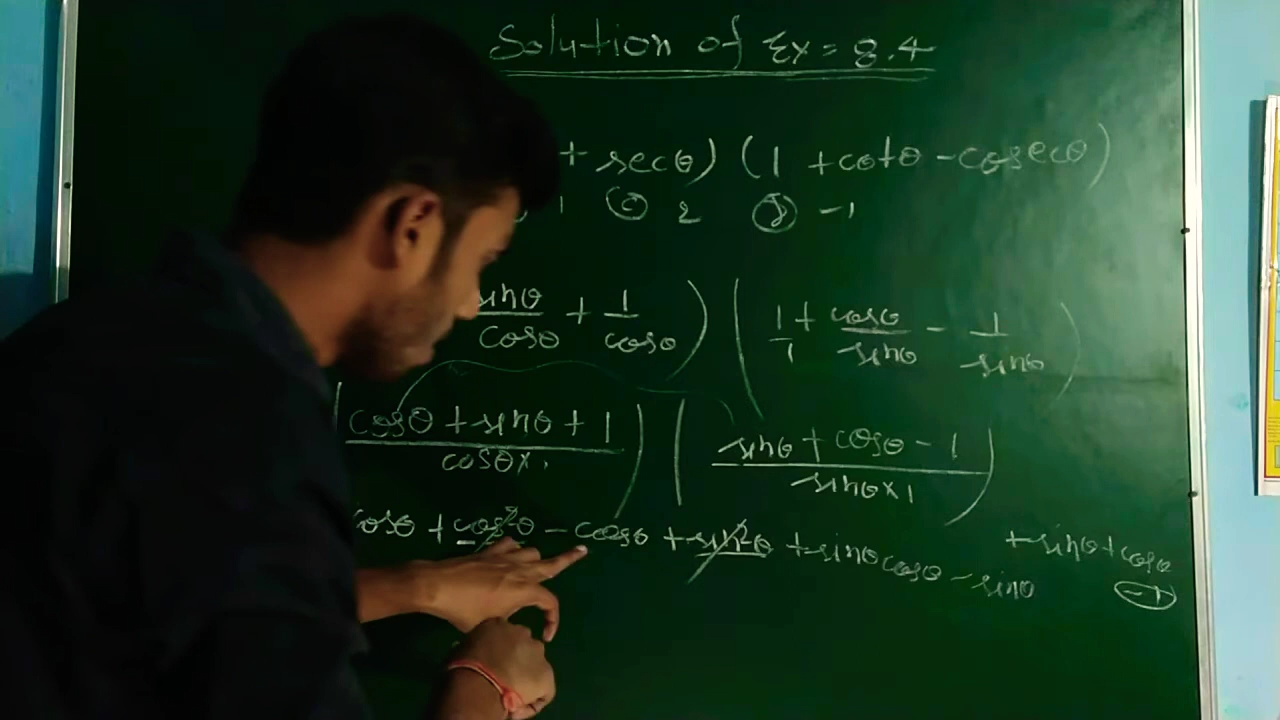 Solution of Ex = 8.4
+ secθ) (1 + cotθ - cosecθ)
1 0 2 -1
sinθ/cosθ + 1/cosθ) (1/1 + cosθ/sinθ - 1/sinθ)
(cosθ + sinθ + 1/cosθ×1) (sinθ + cosθ - 1/sinθ×1)
cosθ + cos²θ - cosθ + sin²θ + sinθcosθ - sinθ + sinθ + cosθ - 1